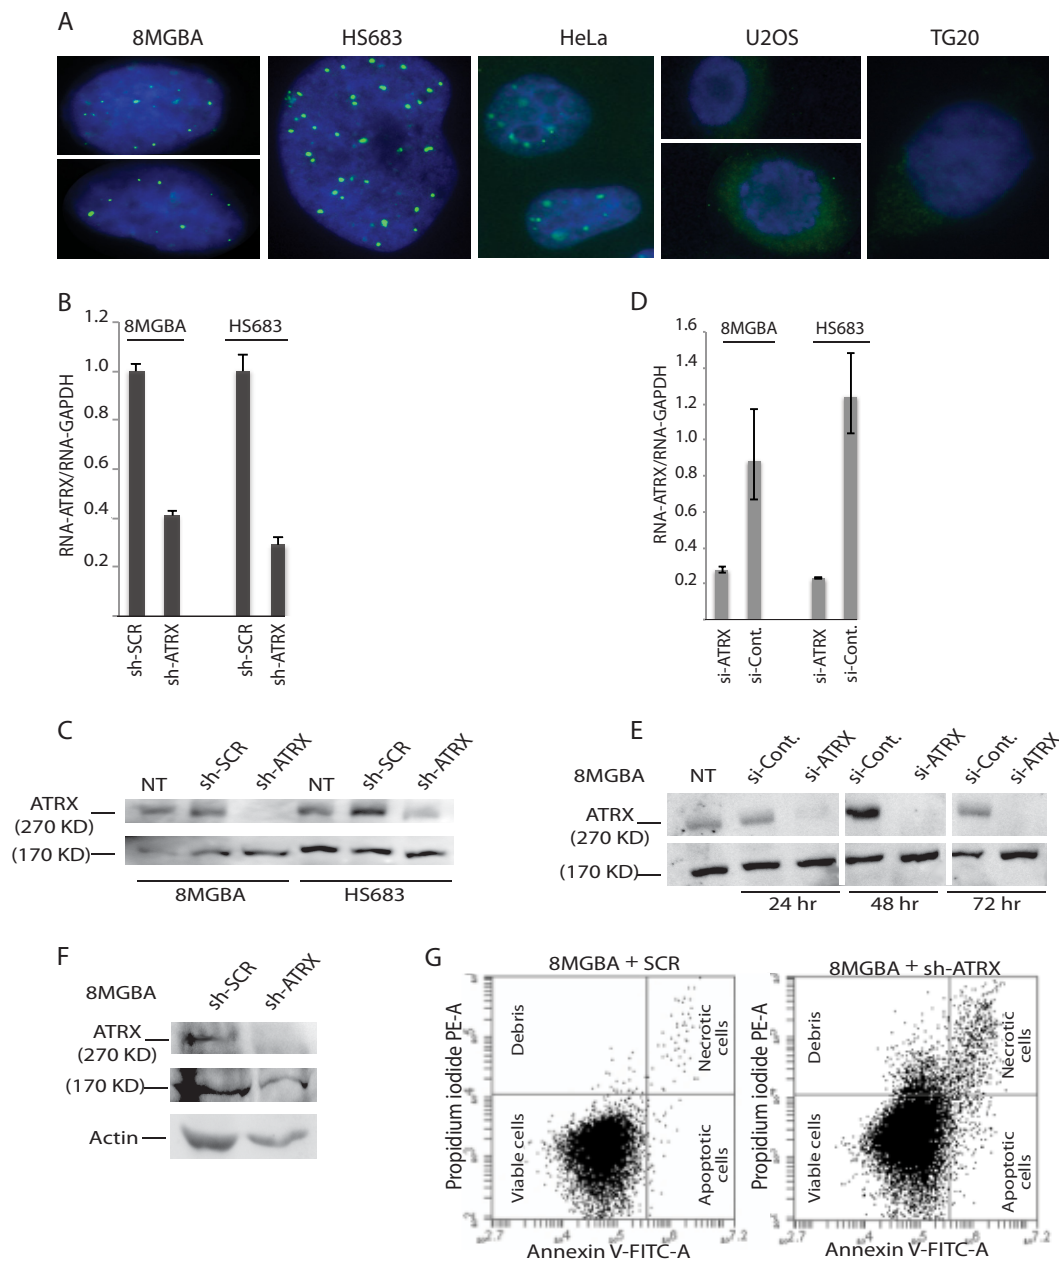 A
8MGBA
HS683
HeLa
U2OS
TG20
B
RNA-ATRX/RNA-GAPDH
1.2
1.0
0.8
0.6
0.4
0.2
8MGBA
HS683
sh-SCR
sh-ATRX
sh-SCR
sh-ATRX
D
RNA-ATRX/RNA-GAPDH
1.6
1.4
1.2
1.0
0.8
0.6
0.4
0.2
8MGBA
HS683
si-ATRX
si-Cont.
si-ATRX
si-Cont.
C
NT
sh-SCR
sh-ATRX
NT
sh-SCR
sh-ATRX
ATRX
(270 KD)
(170 KD)
8MGBA
HS683
E
8MGBA
NT
si-Cont.
si-ATRX
si-Cont.
si-ATRX
si-Cont.
si-ATRX
ATRX
(270 KD)
(170 KD)
24 hr
48 hr
72 hr
F
8MGBA
sh-SCR
sh-ATRX
ATRX
(270 KD)
(170 KD)
Actin
G
8MGBA + SCR
Propidium iodide PE-A
Debris
Necrotic cells
Viable cells
Apoptotic cells
Annexin V-FITC-A
8MGBA + sh-ATRX
Propidium iodide PE-A
Debris
Necrotic cells
Viable cells
Apoptotic cells
Annexin V-FITC-A